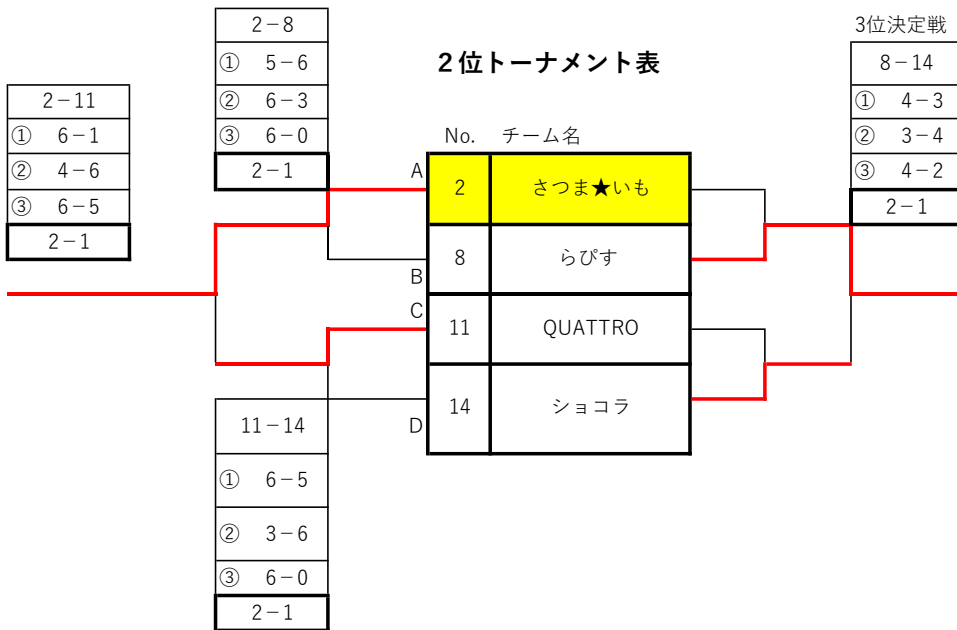 2位トーナメント表
2－8
① 5－6
② 6－3
③ 6－0
2－1
2－11
① 6－1
② 4－6
③ 6－5
2－1
3位決定戦
8－14
① 4－3
② 3－4
③ 4－2
2－1
No. チーム名
A 2 さつま★いも
B 8 らぴす
C 11 QUATTRO
D 14 ショコラ
11－14
① 6－5
② 3－6
③ 6－0
2－1